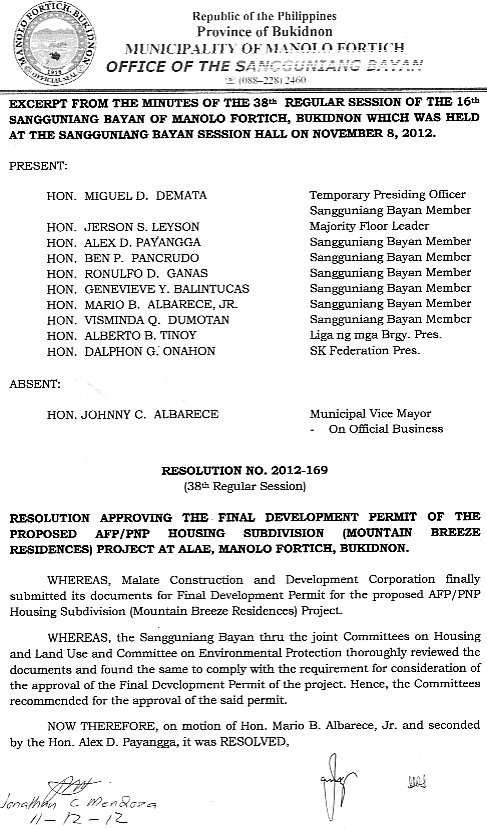 MANOLO FORTICH, BUKIDNON
OFFICIAL SEAL
Republic of the Philippines
Province of Bukidnon
MUNICIPALITY OF MANOLO FORTICH
OFFICE OF THE SANGGUNIANG BAYAN
☏ (088-228) 2460
EXCERPT FROM THE MINUTES OF THE 38th REGULAR SESSION OF THE 16th
SANGGUNIANG BAYAN OF MANOLO FORTICH, BUKIDNON WHICH WAS HELD
AT THE SANGGUNIANG BAYAN SESSION HALL ON NOVEMBER 8, 2012.
PRESENT:
HON. MIGUEL D. DEMATA Temporary Presiding Officer
Sangguniang Bayan Member
HON. JERSON S. LEYSON Majority Floor Leader
HON. ALEX D. PAYANGGA Sangguniang Bayan Member
HON. BEN P. PANCRUDO Sangguniang Bayan Member
HON. RONULFO D. GANAS Sangguniang Bayan Member
HON. GENEVIEVE Y. BALINTUCAS Sangguniang Bayan Member
HON. MARIO B. ALBARECE, JR. Sangguniang Bayan Member
HON. VISMINDA Q. DUMOTAN Sangguniang Bayan Member
HON. ALBERTO B. TINOY Liga ng mga Brgy. Pres.
HON. DALPHON G. ONAHON SK Federation Pres.
ABSENT:
HON. JOHNNY C. ALBARECE Municipal Vice Mayor
- On Official Business
RESOLUTION NO. 2012-169
(38th Regular Session)
RESOLUTION APPROVING THE FINAL DEVELOPMENT PERMIT OF THE
PROPOSED AFP/PNP HOUSING SUBDIVISION (MOUNTAIN BREEZE
RESIDENCES) PROJECT AT ALAE, MANOLO FORTICH, BUKIDNON.
WHEREAS, Malate Construction and Development Corporation finally
submitted its documents for Final Development Permit for the proposed AFP/PNP
Housing Subdivision (Mountain Breeze Residences) Project.
WHEREAS, the Sangguniang Bayan thru the joint Committees on Housing
and Land Use and Committee on Environmental Protection thoroughly reviewed the
documents and found the same to comply with the requirement for consideration of
the approval of the Final Development Permit of the project. Hence, the Committees
recommended for the approval of the said permit.
NOW THEREFORE, on motion of Hon. Mario B. Albarece, Jr. and seconded
by the Hon. Alex D. Payangga, it was RESOLVED,
Jonathan C Mendoza
11-12-12